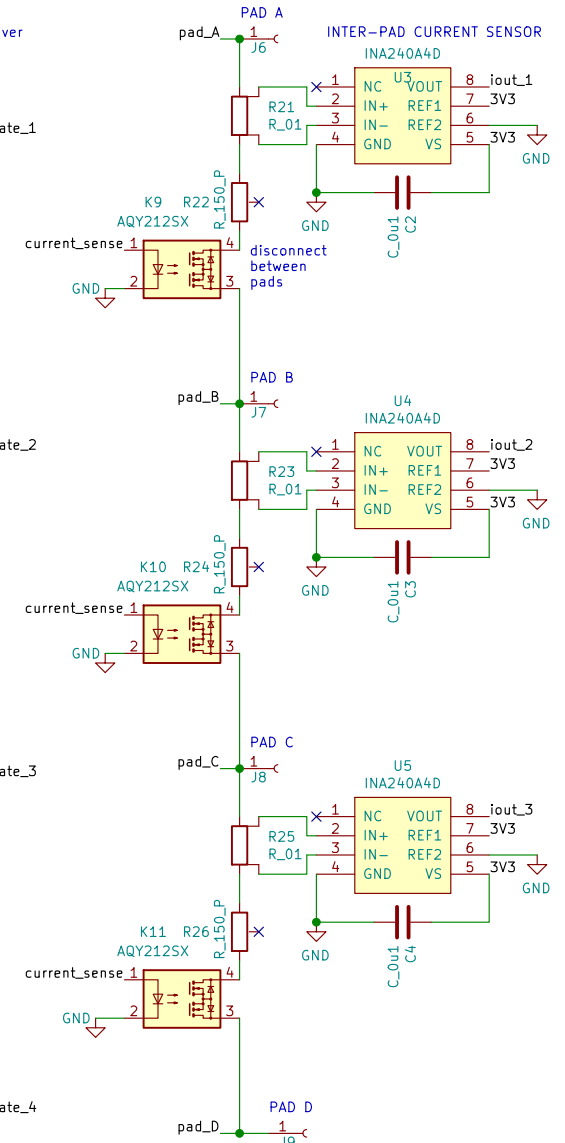 PAD A
pad_A 1
J6
ver
INTER-PAD CURRENT SENSOR
INA240A4D
U3
1 NC VOUT 8 iout_1
2 IN+ REF1 7 3V3
3 IN- REF2 6
4 GND VS 5 3V3
GND
R21
R_01
ate_1
K9 R22
AQY212SX
R_150_P
GND
C_0u1
C2
current_sense 1 4
GND 2 3
disconnect
between
pads
PAD B
pad_B 1
J7
U4
INA240A4D
1 NC VOUT 8 iout_2
2 IN+ REF1 7 3V3
3 IN- REF2 6
4 GND VS 5 3V3
GND
R23
R_01
ate_2
K10 R24
AQY212SX
R_150_P
GND
C_0u1
C3
current_sense 1 4
GND 2 3
PAD C
pad_C 1
J8
U5
INA240A4D
1 NC VOUT 8 iout_3
2 IN+ REF1 7 3V3
3 IN- REF2 6
4 GND VS 5 3V3
GND
R25
R_01
ate_3
K11 R26
AQY212SX
R_150_P
GND
C_0u1
C4
current_sense 1 4
GND 2 3
ate_4
PAD D
pad_D 1
J9